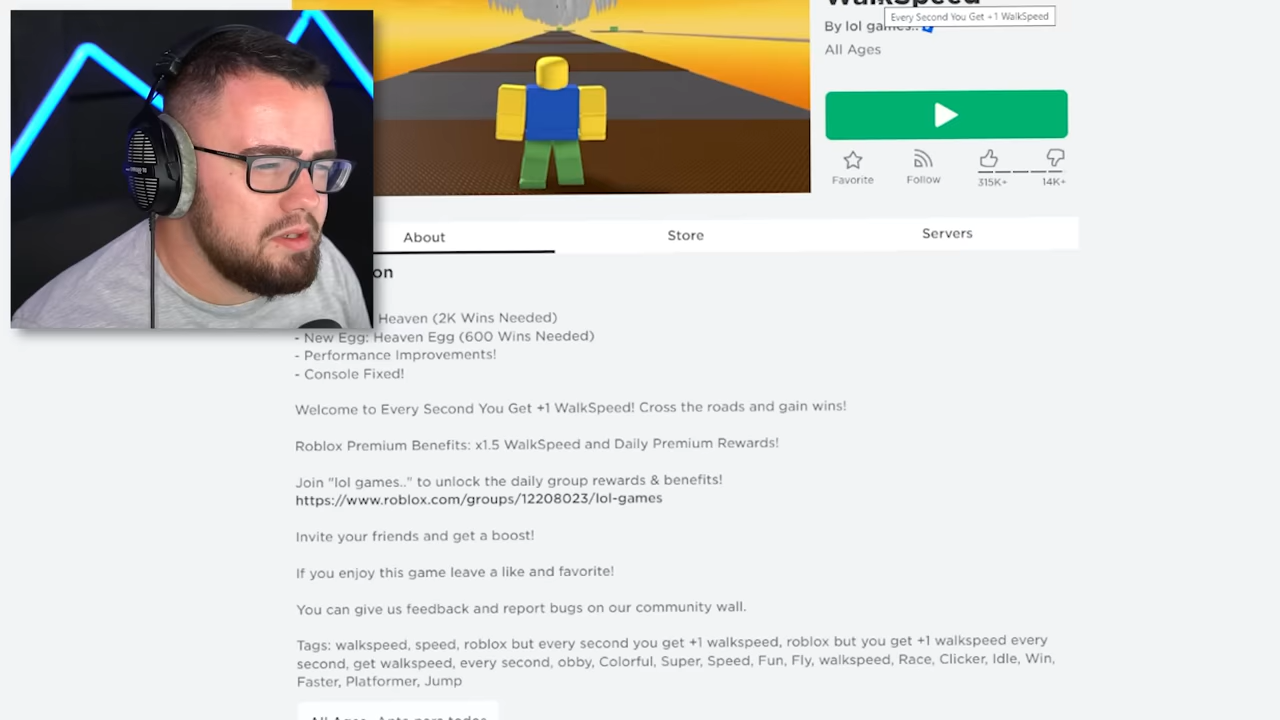 WalkSpeed
Every Second You Get +1 WalkSpeed
By lol games..
All Ages
Favorite
Follow
315K+
14K+
About
Store
Servers
on
Heaven (2K Wins Needed)
- New Egg: Heaven Egg (600 Wins Needed)
- Performance Improvements!
- Console Fixed!
Welcome to Every Second You Get +1 WalkSpeed! Cross the roads and gain wins!
Roblox Premium Benefits: x1.5 WalkSpeed and Daily Premium Rewards!
Join "lol games.." to unlock the daily group rewards & benefits!
https://www.roblox.com/groups/12208023/lol-games
Invite your friends and get a boost!
If you enjoy this game leave a like and favorite!
You can give us feedback and report bugs on our community wall.
Tags: walkspeed, speed, roblox but every second you get +1 walkspeed, roblox but you get +1 walkspeed every
second, get walkspeed, every second, obby, Colorful, Super, Speed, Fun, Fly, walkspeed, Race, Clicker, Idle, Win,
Faster, Platformer, Jump
All Ages